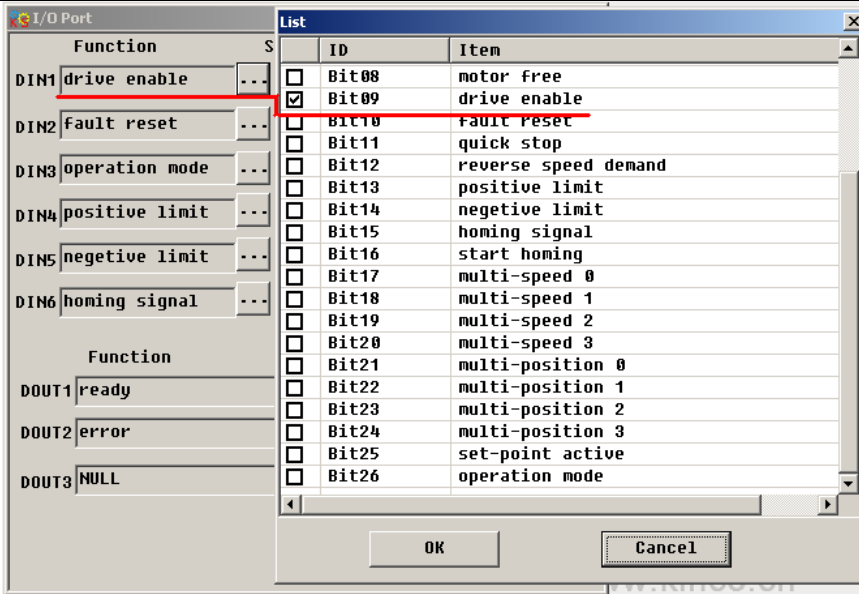 I/O Port
Function S
DIN1 drive enable ...
DIN2 fault reset ...
DIN3 operation mode ...
DIN4 positive limit ...
DIN5 negetive limit ...
DIN6 homing signal ...
Function
DOUT1 ready
DOUT2 error
DOUT3 NULL
List
ID Item
Bit08 motor free
Bit09 drive enable
Bit10 fault reset
Bit11 quick stop
Bit12 reverse speed demand
Bit13 positive limit
Bit14 negetive limit
Bit15 homing signal
Bit16 start homing
Bit17 multi-speed 0
Bit18 multi-speed 1
Bit19 multi-speed 2
Bit20 multi-speed 3
Bit21 multi-position 0
Bit22 multi-position 1
Bit23 multi-position 2
Bit24 multi-position 3
Bit25 set-point active
Bit26 operation mode
OK Cancel